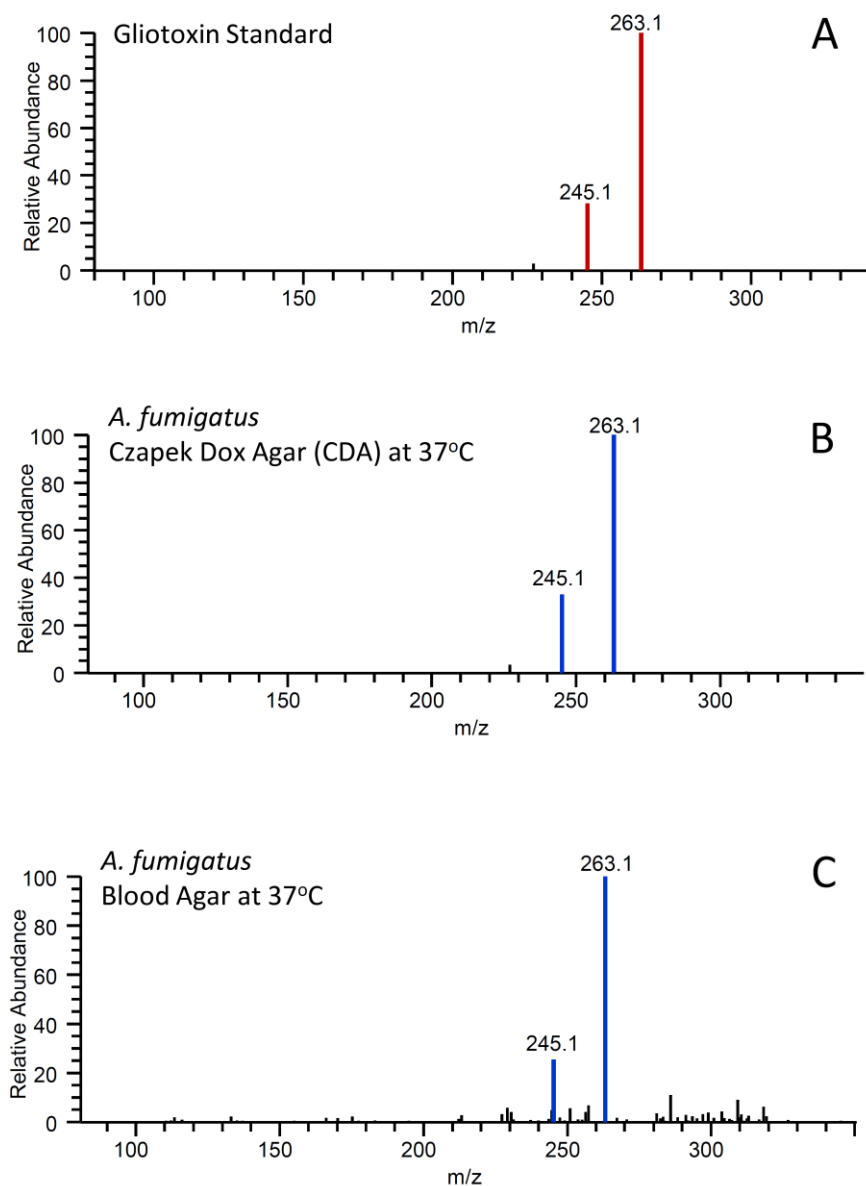 Gliotoxin Standard
A
263.1
245.1
Relative Abundance
100
80
60
40
20
0
100 150 200 250 300
m/z
A. fumigatus
Czapek Dox Agar (CDA) at 37°C
B
263.1
245.1
Relative Abundance
100
80
60
40
20
0
100 150 200 250 300
m/z
A. fumigatus
Blood Agar at 37°C
C
263.1
245.1
Relative Abundance
100
80
60
40
20
0
100 150 200 250 300
m/z